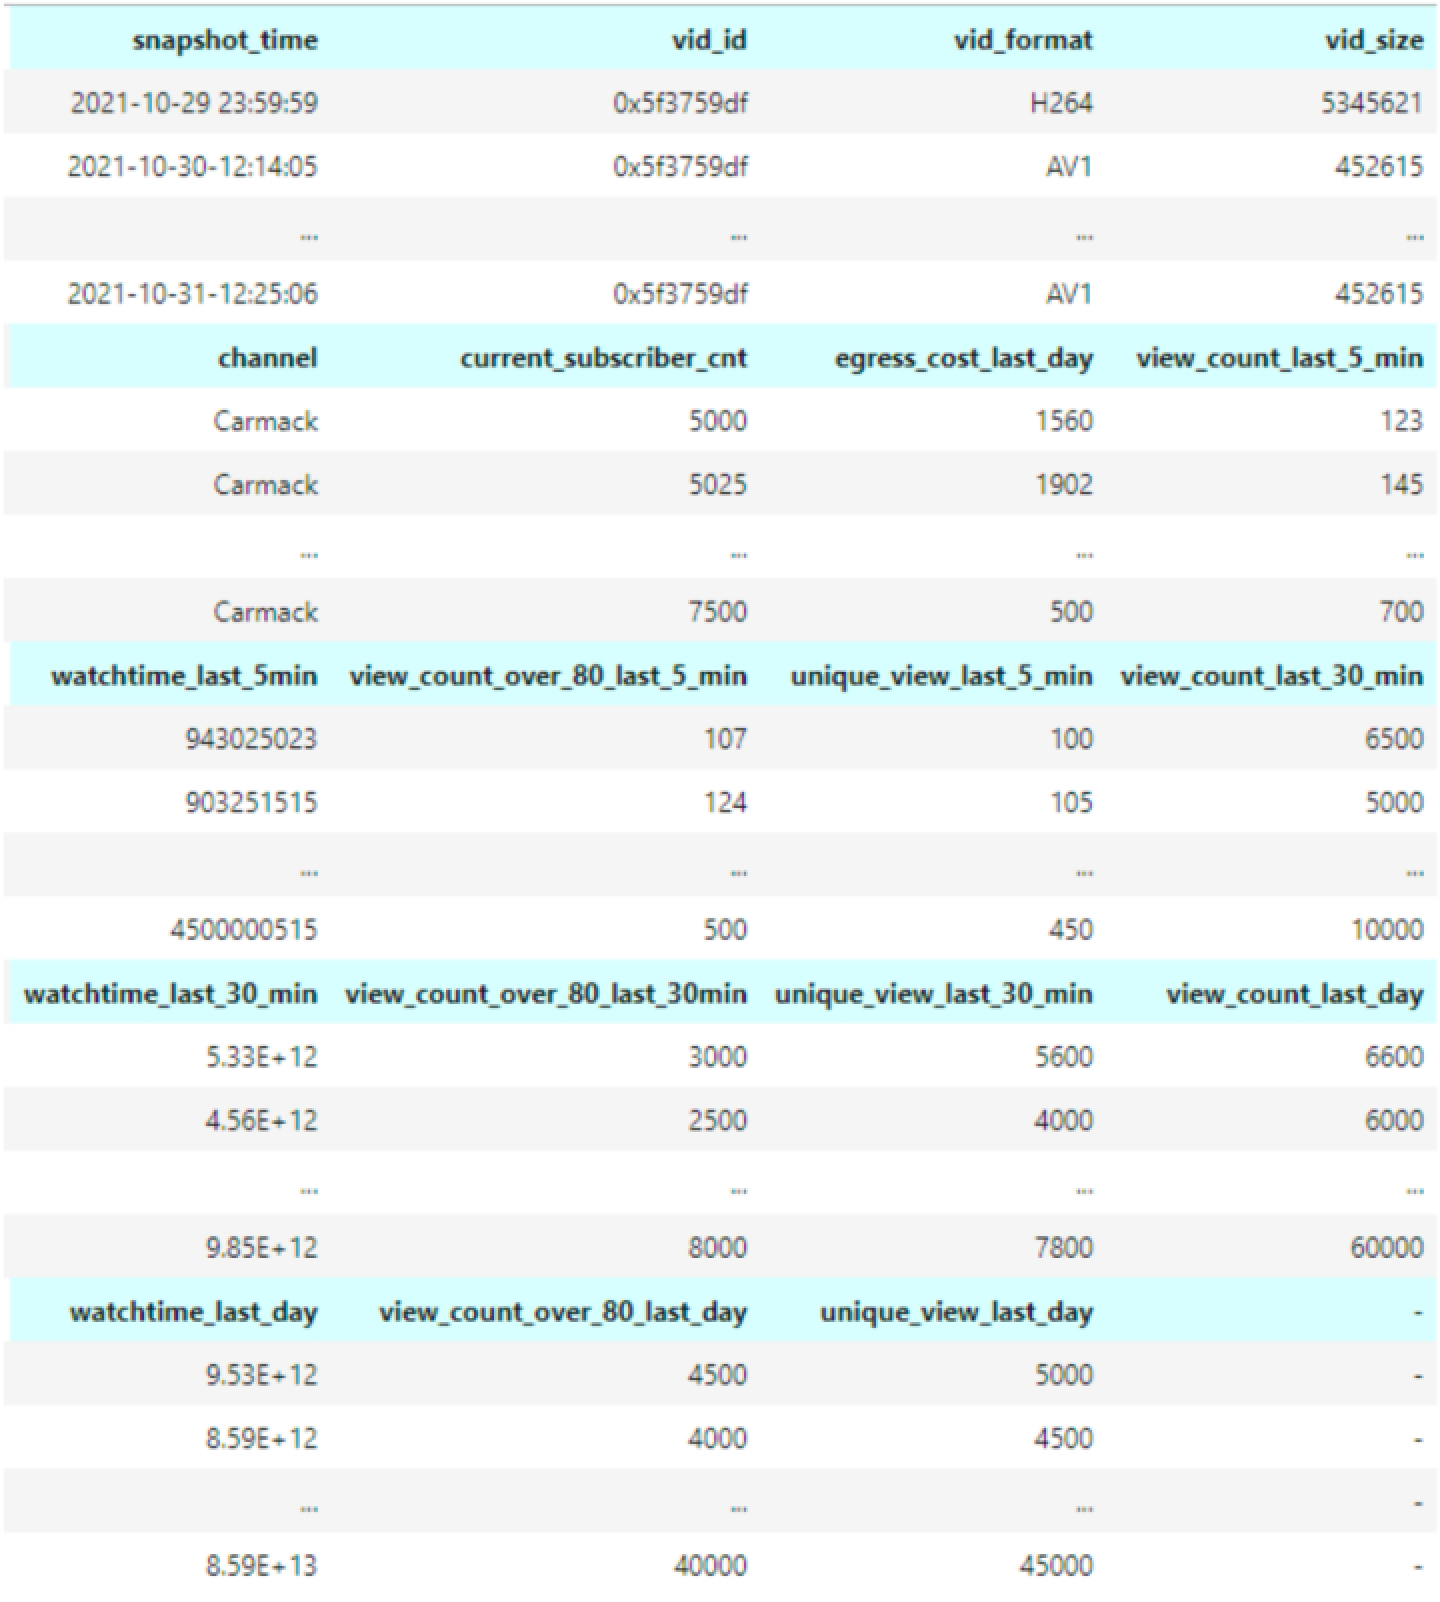 snapshot_time vid_id vid_format vid_size
2021-10-29 23:59:59 0x5f3759df H264 5345621
2021-10-30-12:14:05 0x5f3759df AV1 452615
... ... ... ...
2021-10-31-12:25:06 0x5f3759df AV1 452615
channel current_subscriber_cnt egress_cost_last_day view_count_last_5_min
Carmack 5000 1560 123
Carmack 5025 1902 145
... ... ... ...
Carmack 7500 500 700
watchtime_last_5min view_count_over_80_last_5_min unique_view_last_5_min view_count_last_30_min
943025023 107 100 6500
903251515 124 105 5000
... ... ... ...
4500000515 500 450 10000
watchtime_last_30_min view_count_over_80_last_30min unique_view_last_30_min view_count_last_day
5.33E+12 3000 5600 6600
4.56E+12 2500 4000 6000
... ... ... ...
9.85E+12 8000 7800 60000
watchtime_last_day view_count_over_80_last_day unique_view_last_day -
9.53E+12 4500 5000 -
8.59E+12 4000 4500 -
... ... ... -
8.59E+13 40000 45000 -